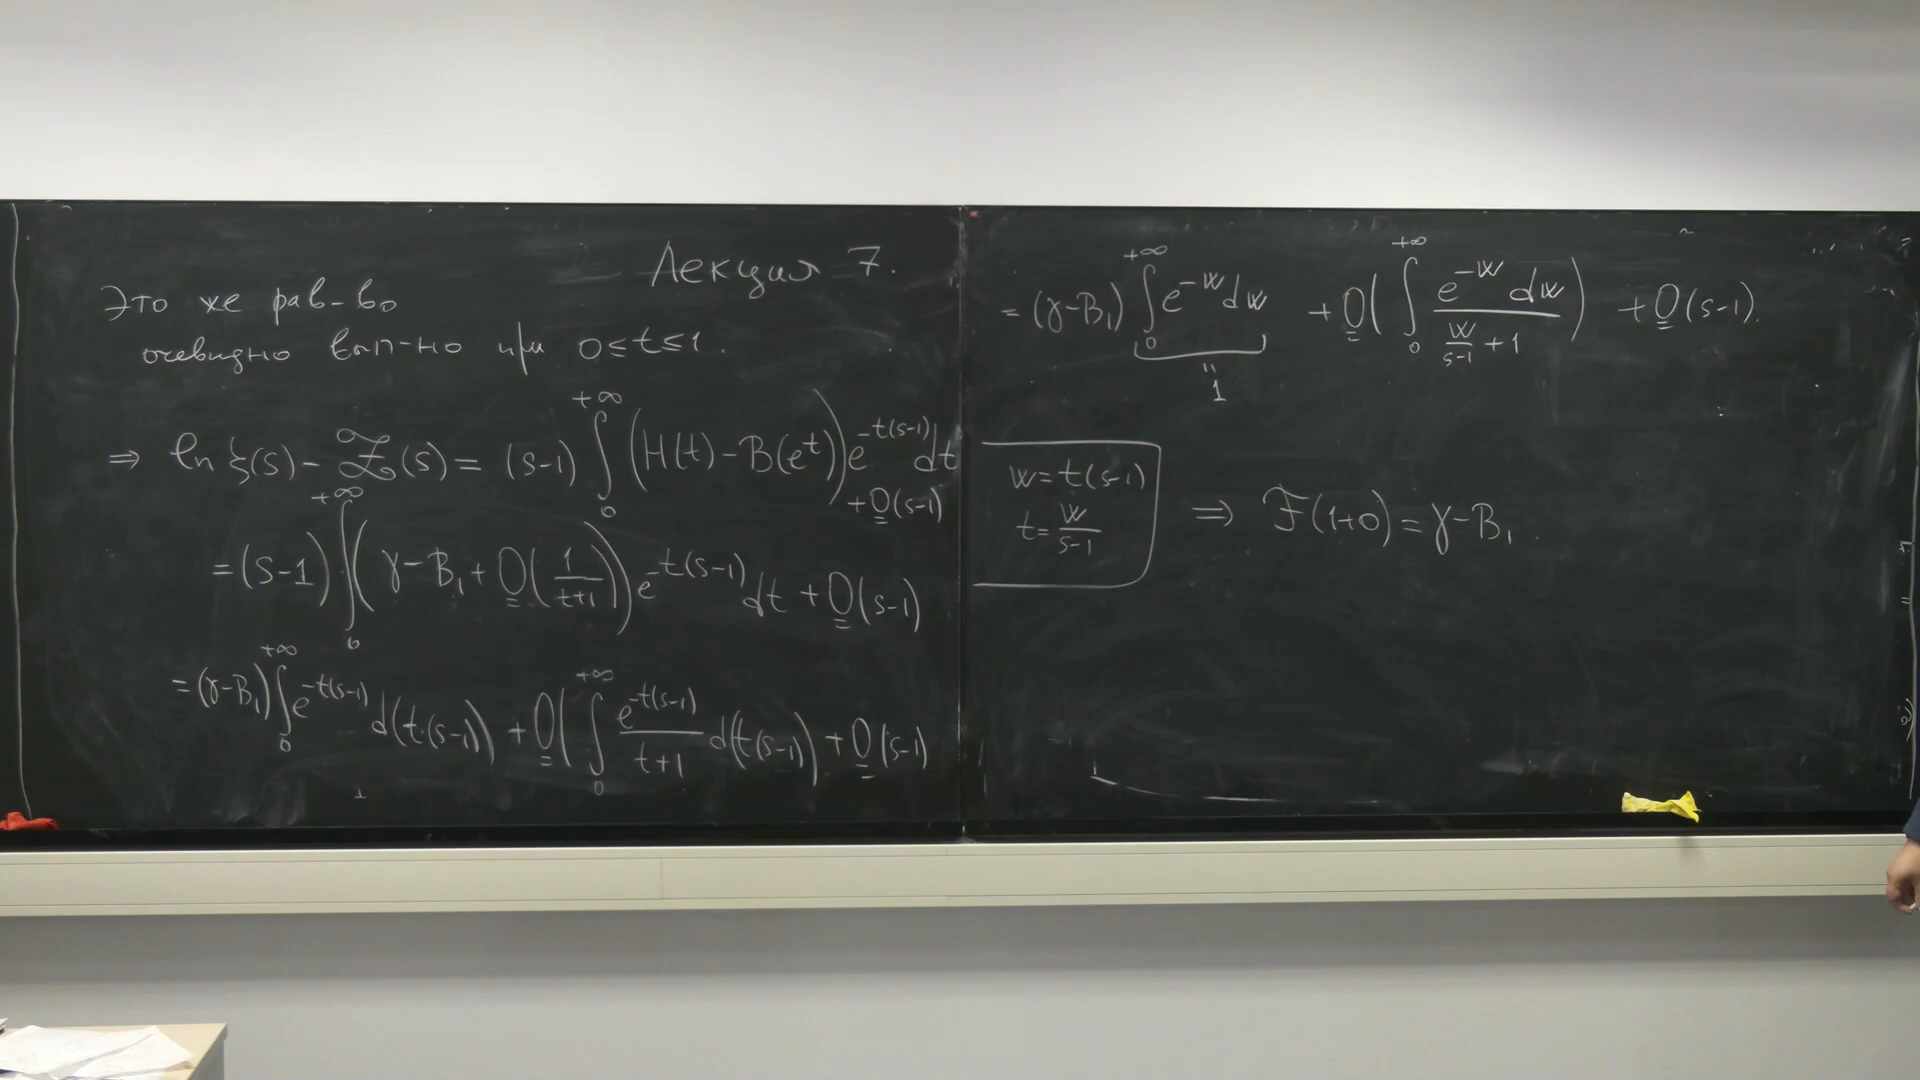 Лекция 7.
Это же рав-во
очевидно вып-но при 0 ≤ t ≤ 1.
⇒ ln ξ(s) − Z(s) = (s−1) ∫₀^{+∞} (H(t) − B(e^t)) e^{−t(s−1)} dt + O(s−1)
= (s−1) ∫₀^{+∞} (γ − B₁ + O(1/(t+1))) e^{−t(s−1)} dt + O(s−1)
= (γ−B₁) ∫₀^{+∞} e^{−t(s−1)} d(t·(s−1)) + O( ∫₀^{+∞} e^{−t(s−1)}/(t+1) d(t(s−1)) + O(s−1)
= (γ−B₁) ∫₀^{+∞} e^{−w} dw + O( ∫₀^{+∞} e^{−w} dw / (w/(s−1) + 1) ) + O(s−1).
"
1
w = t(s−1)
t = w/(s−1)
⇒ F(1+0) = γ − B₁.